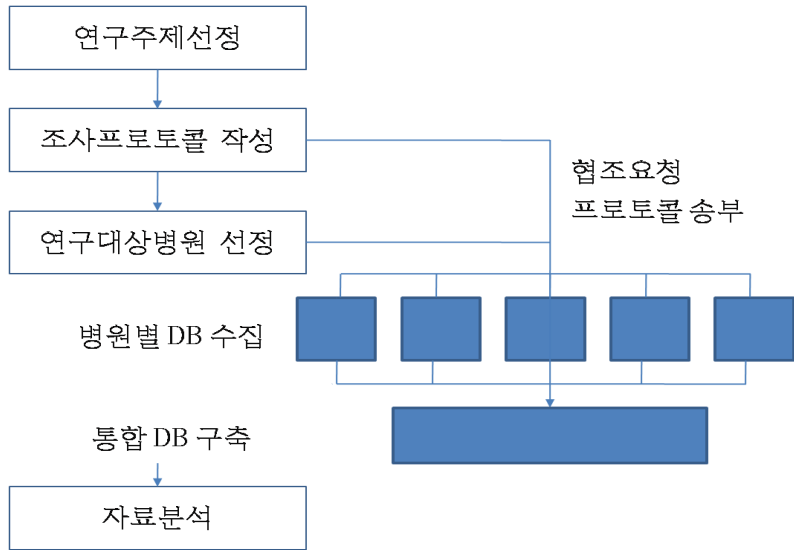 연구주제선정
조사프로토콜 작성
협조요청
프로토콜 송부
연구대상병원 선정
병원별 DB 수집
통합 DB 구축
자료분석